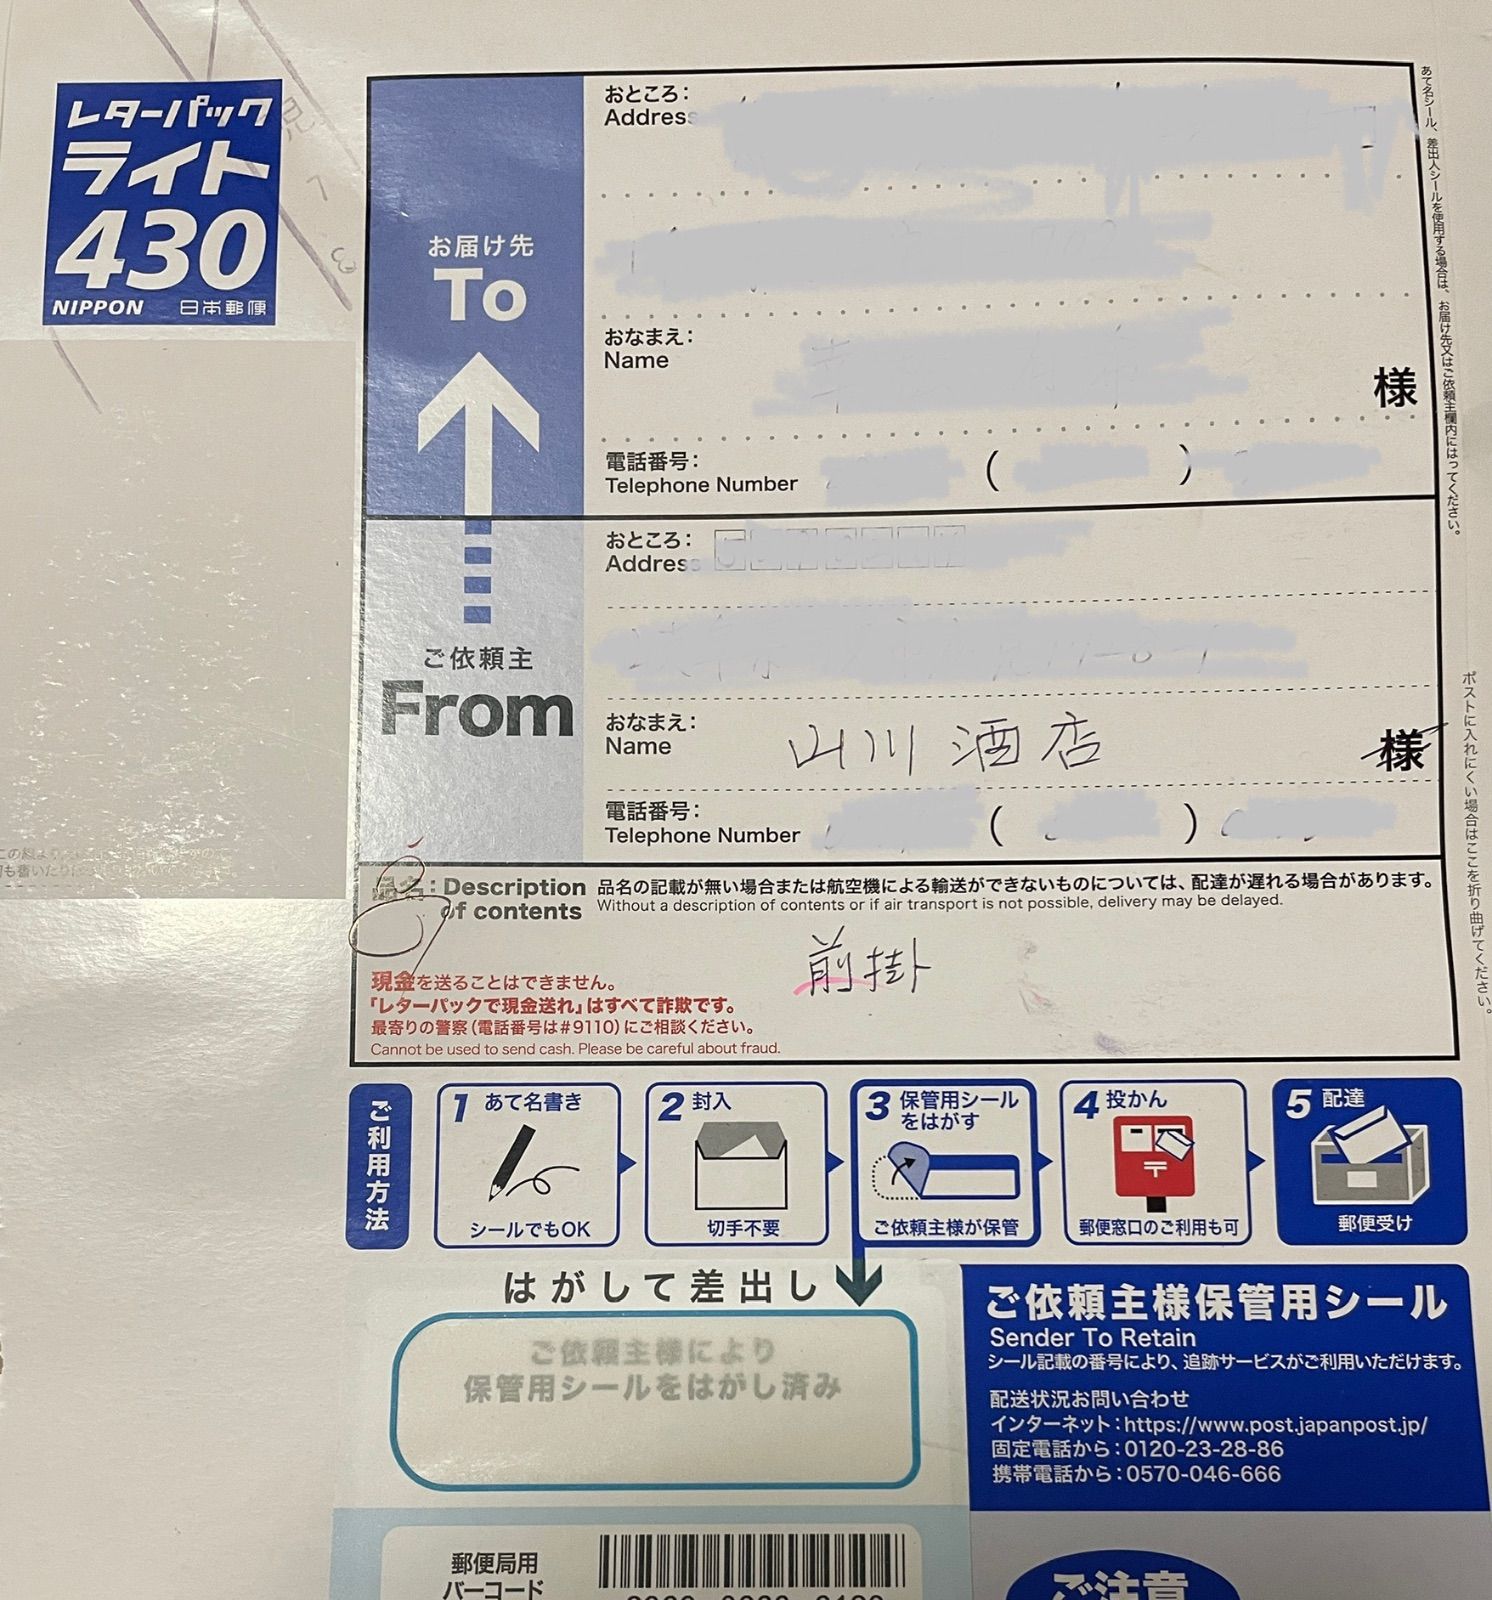 レターパック
ライト
430
NIPPON 日本郵便
お届け先
To
おところ：
Address
おなまえ：
Name
様
電話番号：
Telephone Number
( )
ご依頼主
From
おところ：
Address
おなまえ：
Name
山川酒店
様
電話番号：
Telephone Number
( )
あて名シール、差出人シールを使用する場合は、お届け先又はご依頼主欄内にはってください。
ポストに入れにくい場合はここを折り曲げてください。
品名：Description
of contents
品名の記載が無い場合または航空機による輸送ができないものについては、配達が遅れる場合があります。
Without a description of contents or if air transport is not possible, delivery may be delayed.
前掛
現金を送ることはできません。
「レターパックで現金送れ」はすべて詐欺です。
最寄りの警察（電話番号は#9110）にご相談ください。
Cannot be used to send cash. Please be careful about fraud.
ご利用方法
1 あて名書き
シールでもOK
2 封入
切手不要
3 保管用シール
をはがす
ご依頼主様が保管
4 投かん
郵便窓口のご利用も可
5 配達
郵便受け
はがして差出し
ご依頼主様により
保管用シールをはがし済み
ご依頼主様保管用シール
Sender To Retain
シール記載の番号により、追跡サービスがご利用いただけます。
配送状況お問い合わせ
インターネット：https://www.post.japanpost.jp/
固定電話から：0120-23-28-86
携帯電話から：0570-046-666
郵便局用
バーコード
ご注意